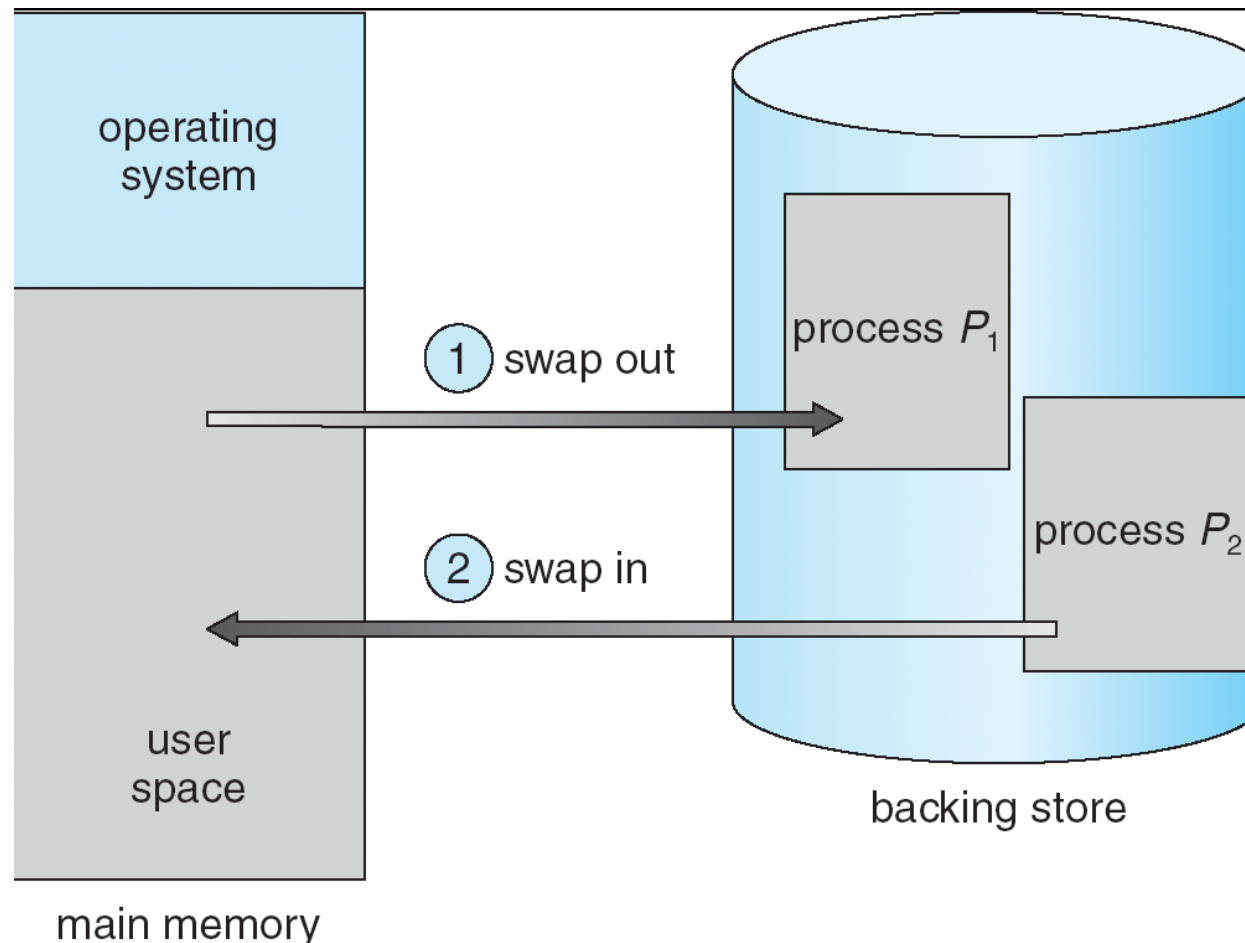 operating
system
process P₁
1 swap out
process P₂
2 swap in
user
space
backing store
main memory